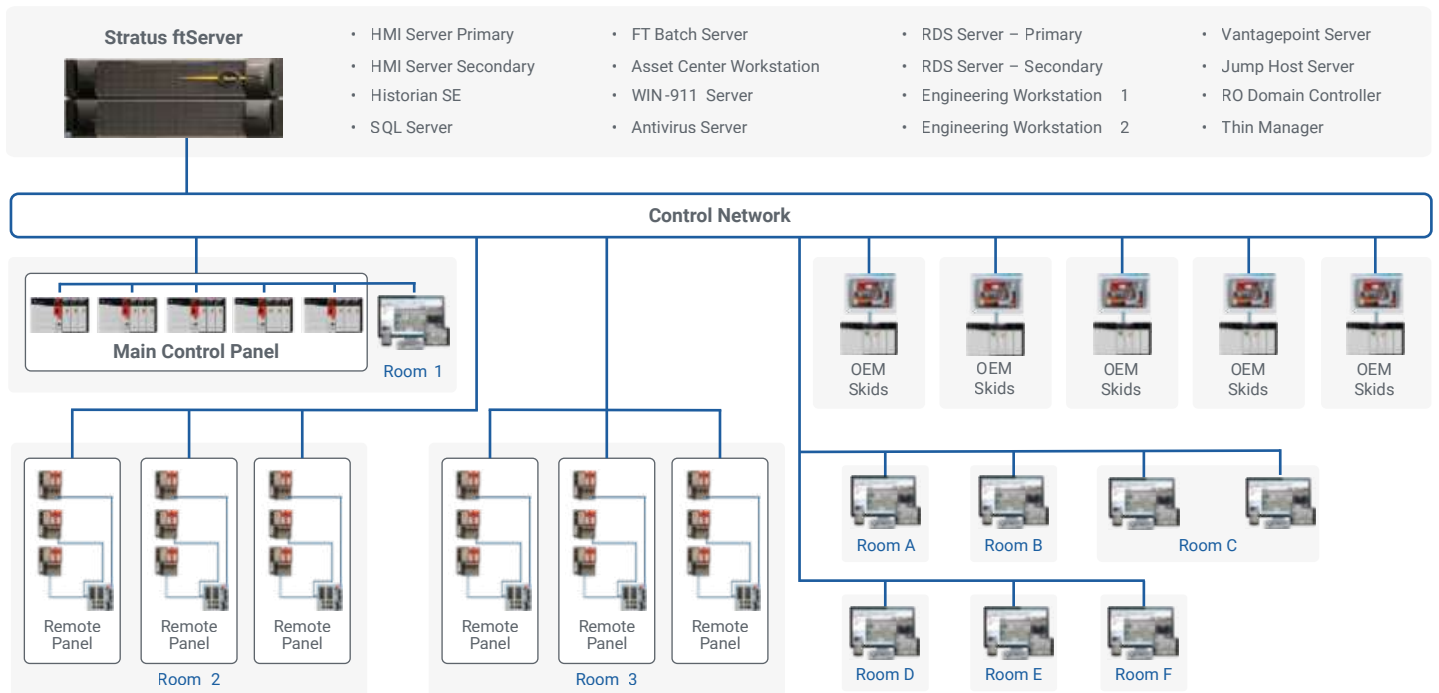 Stratus ftServer
• HMI Server Primary
• HMI Server Secondary
• Historian SE
• SQL Server
• FT Batch Server
• Asset Center Workstation
• WIN-911 Server
• Antivirus Server
• RDS Server – Primary
• RDS Server – Secondary
• Engineering Workstation 1
• Engineering Workstation 2
• Vantagepoint Server
• Jump Host Server
• RO Domain Controller
• Thin Manager
Control Network
Main Control Panel
Room 1
OEM
Skids
OEM
Skids
OEM
Skids
OEM
Skids
OEM
Skids
Remote
Panel
Remote
Panel
Remote
Panel
Room 2
Remote
Panel
Remote
Panel
Remote
Panel
Room 3
Room A
Room B
Room C
Room D
Room E
Room F